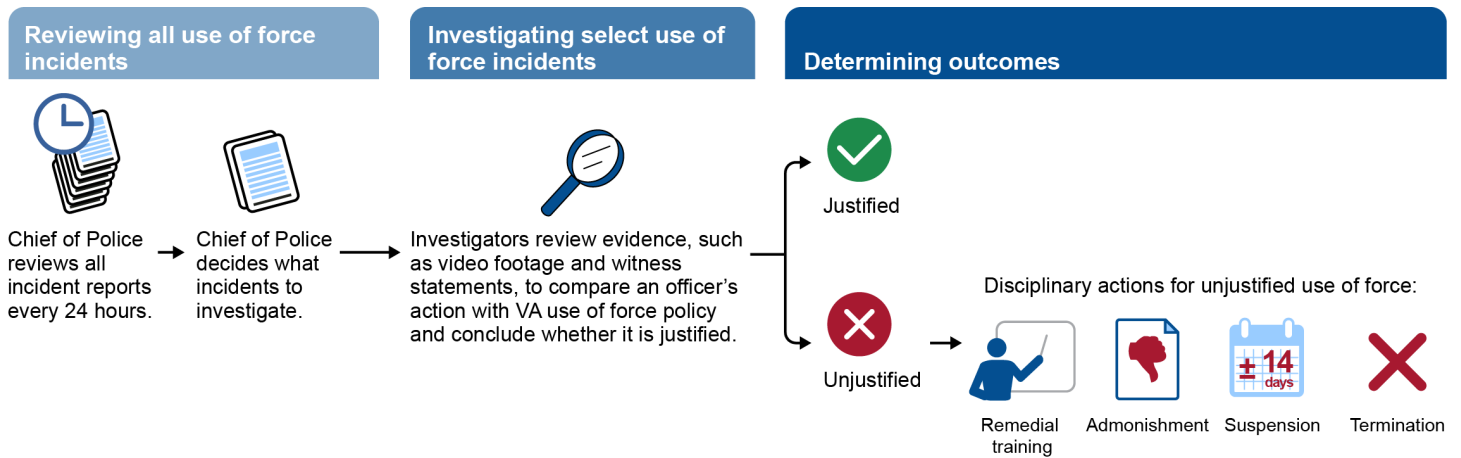 Reviewing all use of force
incidents
Investigating select use of
force incidents
Determining outcomes
Chief of Police
reviews all
incident reports
every 24 hours.
Chief of Police
decides what
incidents to
investigate.
Investigators review evidence, such
as video footage and witness
statements, to compare an officer’s
action with VA use of force policy
and conclude whether it is justified.
Justified
Unjustified
Disciplinary actions for unjustified use of force:
± 14
days
Remedial
training
Admonishment
Suspension
Termination